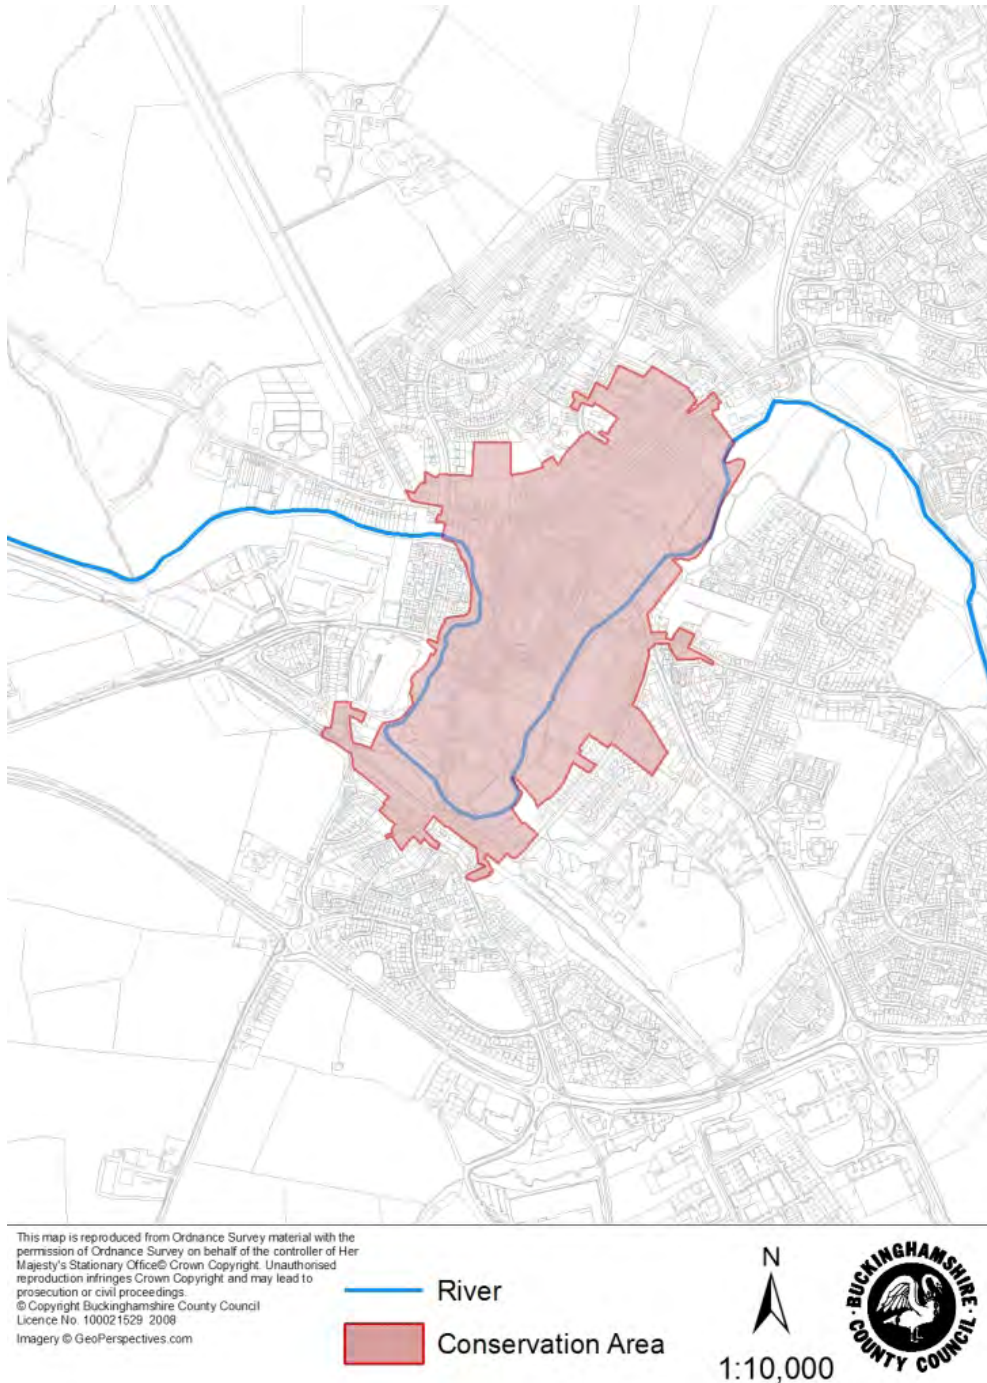 This map is reproduced from Ordnance Survey material with the
permission of Ordnance Survey on behalf of the controller of Her
Majesty's Stationary Office© Crown Copyright. Unauthorised
reproduction infringes Crown Copyright and may lead to
prosecution or civil proceedings.
© Copyright Buckinghamshire County Council
Licence No. 100021529 2008
Imagery © GeoPerspectives.com
River
Conservation Area
N
1:10,000
BUCKINGHAMSHIRE
COUNTY COUNCIL